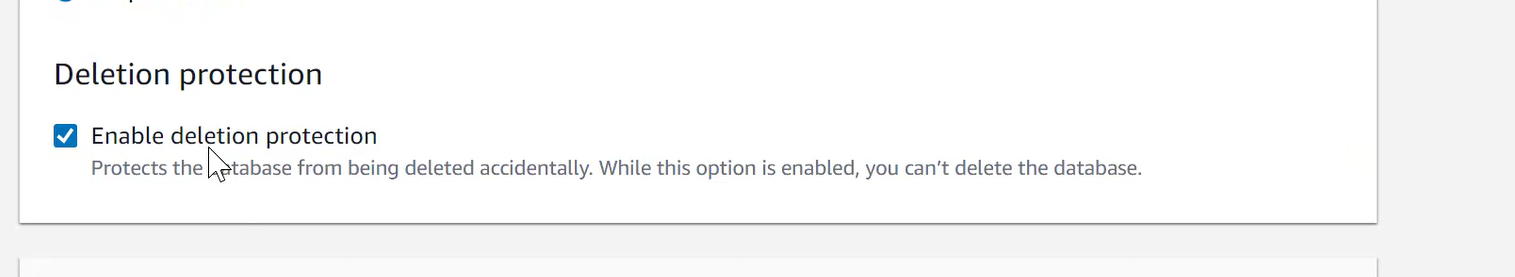 Deletion protection
Enable deletion protection
Protects the database from being deleted accidentally. While this option is enabled, you can’t delete the database.